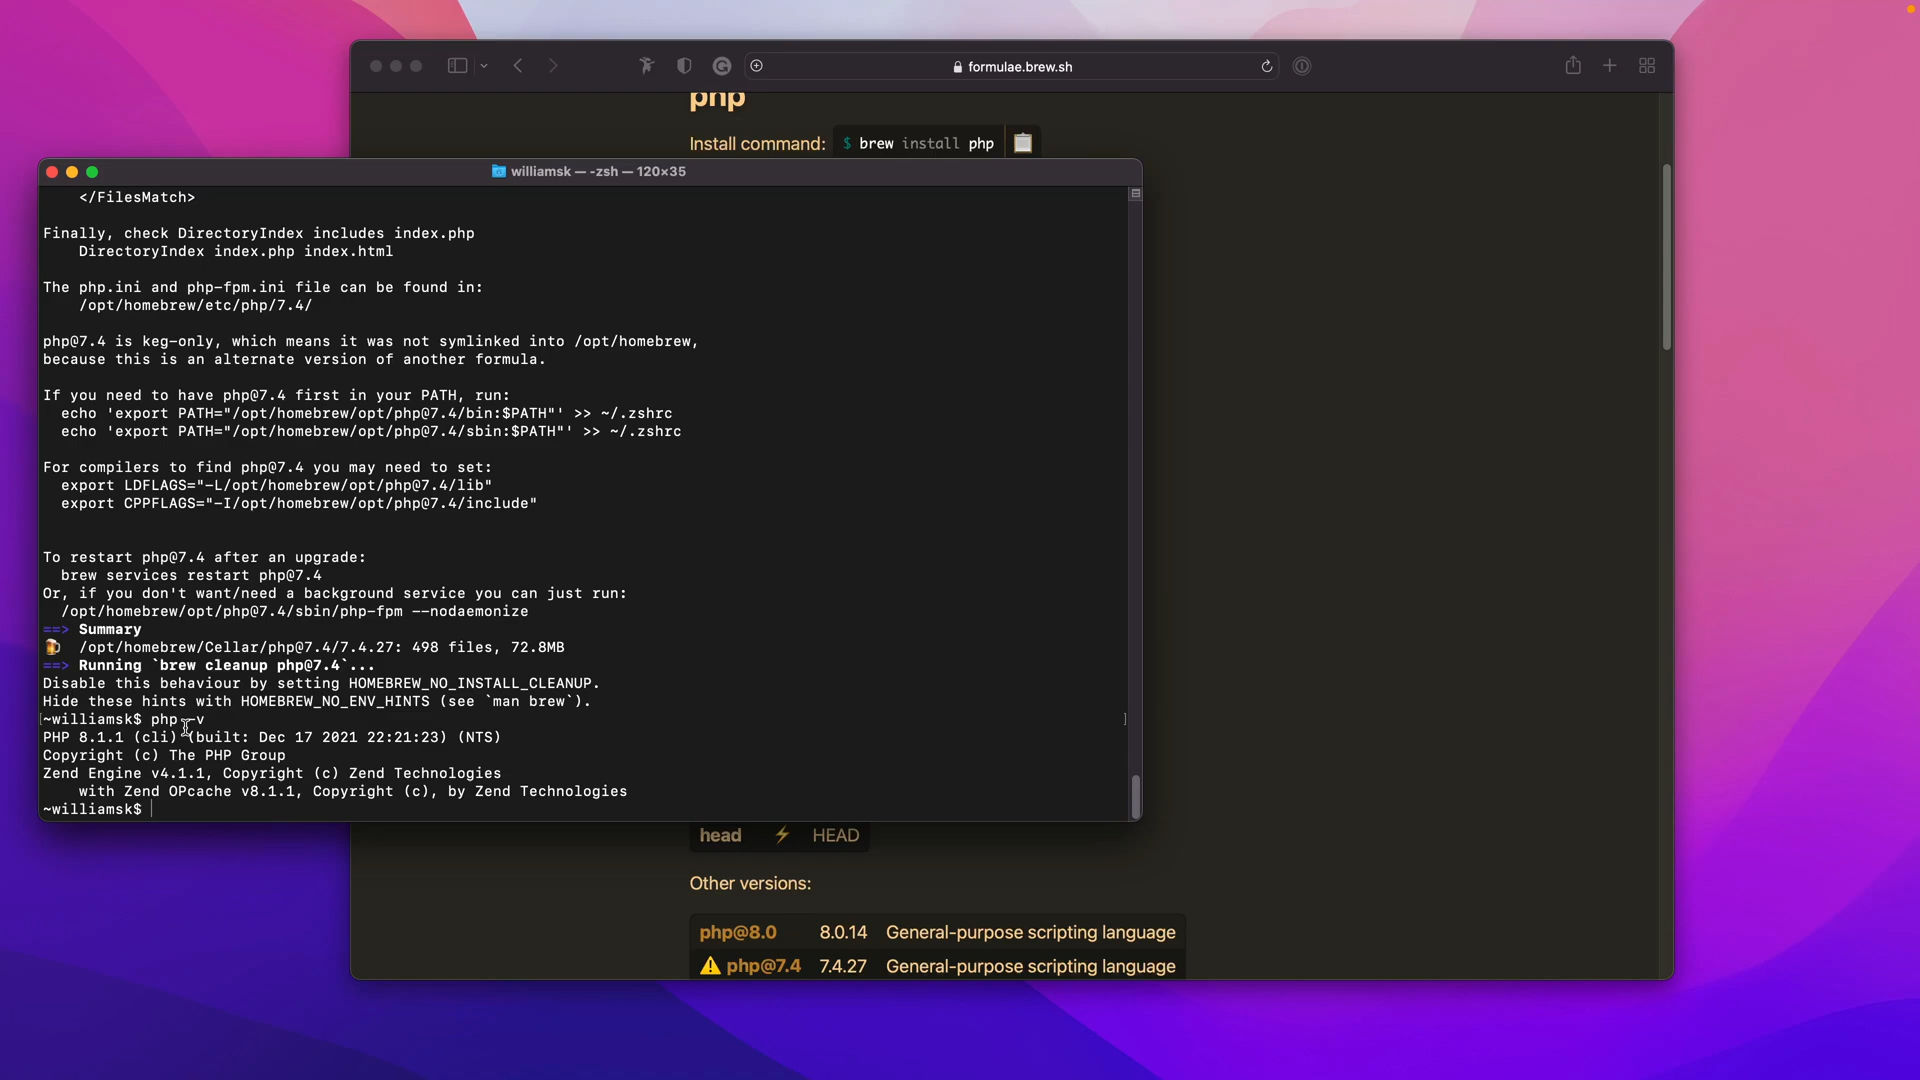 formulae.brew.sh
php
Install command: $ brew install php
williamsk — -zsh — 120×35
</FilesMatch>
Finally, check DirectoryIndex includes index.php
DirectoryIndex index.php index.html
The php.ini and php-fpm.ini file can be found in:
/opt/homebrew/etc/php/7.4/
php@7.4 is keg-only, which means it was not symlinked into /opt/homebrew,
because this is an alternate version of another formula.
If you need to have php@7.4 first in your PATH, run:
echo 'export PATH="/opt/homebrew/opt/php@7.4/bin:$PATH"' >> ~/.zshrc
echo 'export PATH="/opt/homebrew/opt/php@7.4/sbin:$PATH"' >> ~/.zshrc
For compilers to find php@7.4 you may need to set:
export LDFLAGS="-L/opt/homebrew/opt/php@7.4/lib"
export CPPFLAGS="-I/opt/homebrew/opt/php@7.4/include"
To restart php@7.4 after an upgrade:
brew services restart php@7.4
Or, if you don't want/need a background service you can just run:
/opt/homebrew/opt/php@7.4/sbin/php-fpm --nodaemonize
==> Summary
🍺 /opt/homebrew/Cellar/php@7.4/7.4.27: 498 files, 72.8MB
==> Running `brew cleanup php@7.4`...
Disable this behaviour by setting HOMEBREW_NO_INSTALL_CLEANUP.
Hide these hints with HOMEBREW_NO_ENV_HINTS (see `man brew`).
[~williamsk$ php -v ]
PHP 8.1.1 (cli) (built: Dec 17 2021 22:21:23) (NTS)
Copyright (c) The PHP Group
Zend Engine v4.1.1, Copyright (c) Zend Technologies
with Zend OPcache v8.1.1, Copyright (c), by Zend Technologies
~williamsk$
head ⚡ HEAD
Other versions:
php@8.0 8.0.14 General-purpose scripting language
⚠️ php@7.4 7.4.27 General-purpose scripting language